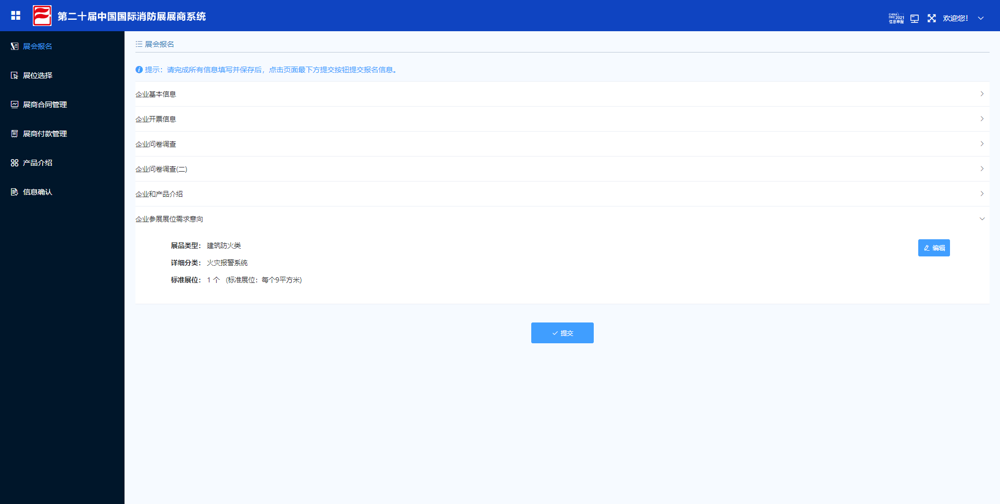 第二十届中国国际消防展展商系统
CHINA
FIRE 2021
信息申报
欢迎您!
展会报名
展位选择
展商合同管理
展商付款管理
产品介绍
信息确认
展会报名
提示：请完成所有信息填写并保存后，点击页面最下方提交按钮提交报名信息。
企业基本信息
企业开票信息
企业问卷调查
企业问卷调查(二)
企业和产品介绍
企业参展展位需求意向
展品类型： 建筑防火类
编辑
详细分类： 火灾报警系统
标准展位： 1 个 (标准展位：每个9平方米)
提交